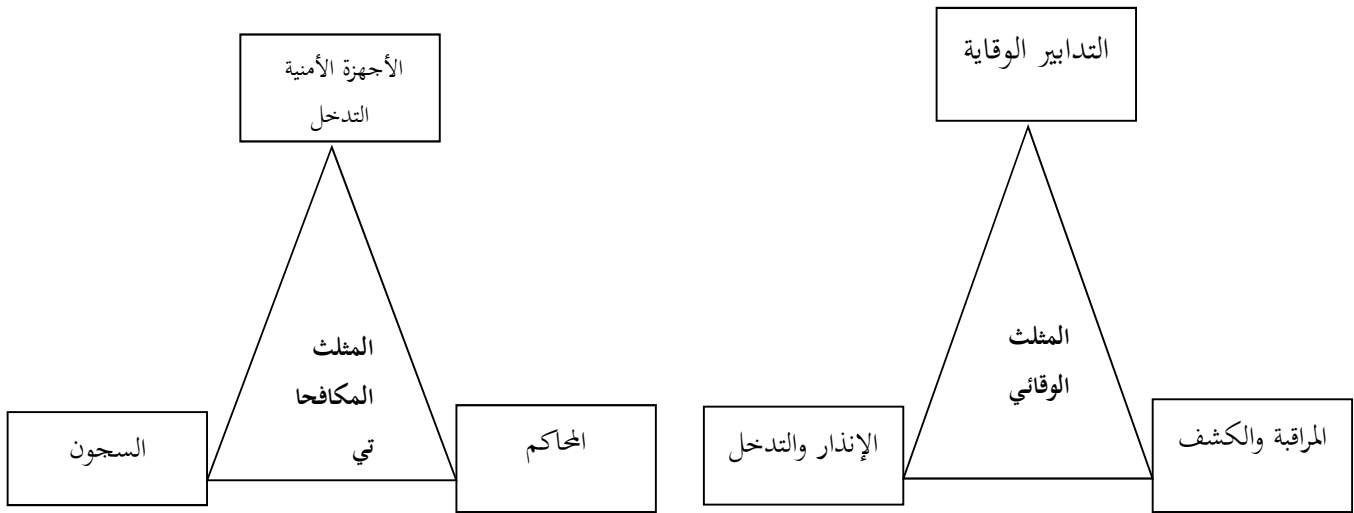 التدابير الوقاية
المثلث
الوقائي
المراقبة والكشف
الإنذار والتدخل
الأجهزة الأمنية
التدخل
المثلث
المكافحا
تي
المحاكم
السجون